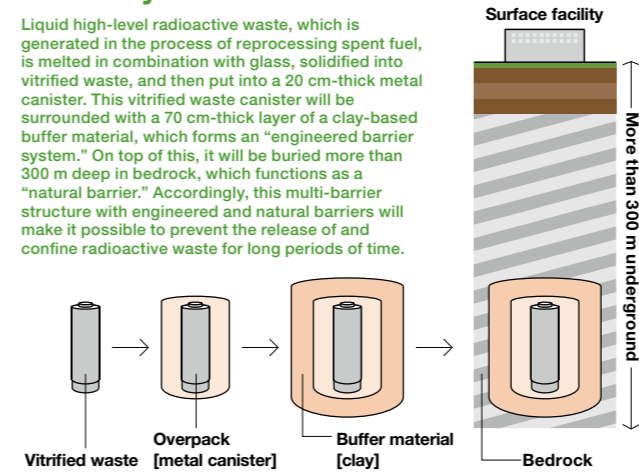 Liquid high-level radioactive waste, which is
generated in the process of reprocessing spent fuel,
is melted in combination with glass, solidified into
vitrified waste, and then put into a 20 cm-thick metal
canister. This vitrified waste canister will be
surrounded with a 70 cm-thick layer of a clay-based
buffer material, which forms an “engineered barrier
system.” On top of this, it will be buried more than
300 m deep in bedrock, which functions as a
“natural barrier.” Accordingly, this multi-barrier
structure with engineered and natural barriers will
make it possible to prevent the release of and
confine radioactive waste for long periods of time.
Surface facility
More than 300 m underground
Vitrified waste
Overpack
[metal canister]
Buffer material
[clay]
Bedrock